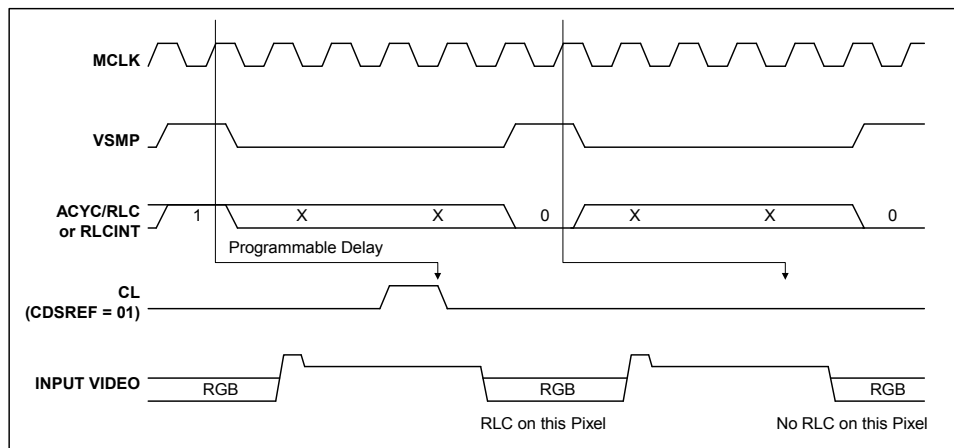 MCLK
VSMP
ACYC/RLC
or RLCINT
1 X X 0 X X 0
Programmable Delay
CL
(CDSREF = 01)
INPUT VIDEO
RGB RGB RGB
RLC on this Pixel No RLC on this Pixel